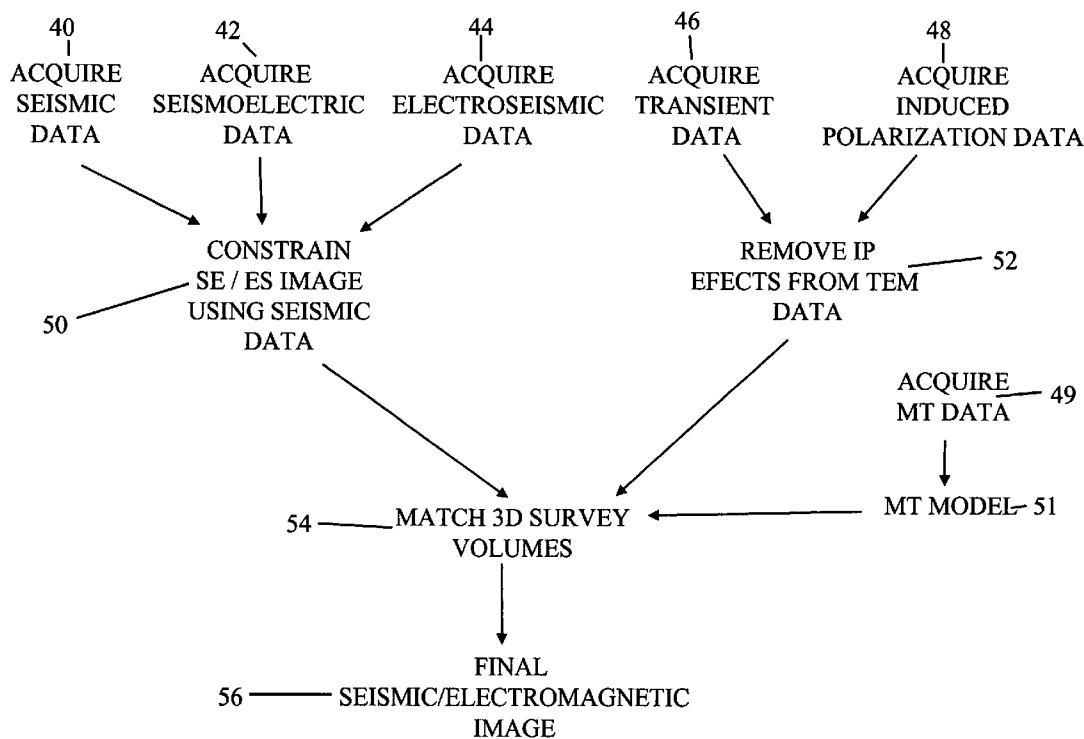 40
ACQUIRE
SEISMIC
DATA
42
ACQUIRE
SEISMOELECTRIC
DATA
44
ACQUIRE
ELECTROSEISMIC
DATA
46
ACQUIRE
TRANSIENT
DATA
48
ACQUIRE
INDUCED
POLARIZATION DATA
CONSTRAIN
SE / ES IMAGE
USING SEISMIC
DATA
50
REMOVE IP
EFECTS FROM TEM
DATA
52
ACQUIRE
MT DATA
49
MT MODEL
51
54
MATCH 3D SURVEY
VOLUMES
56
FINAL
SEISMIC/ELECTROMAGNETIC
IMAGE